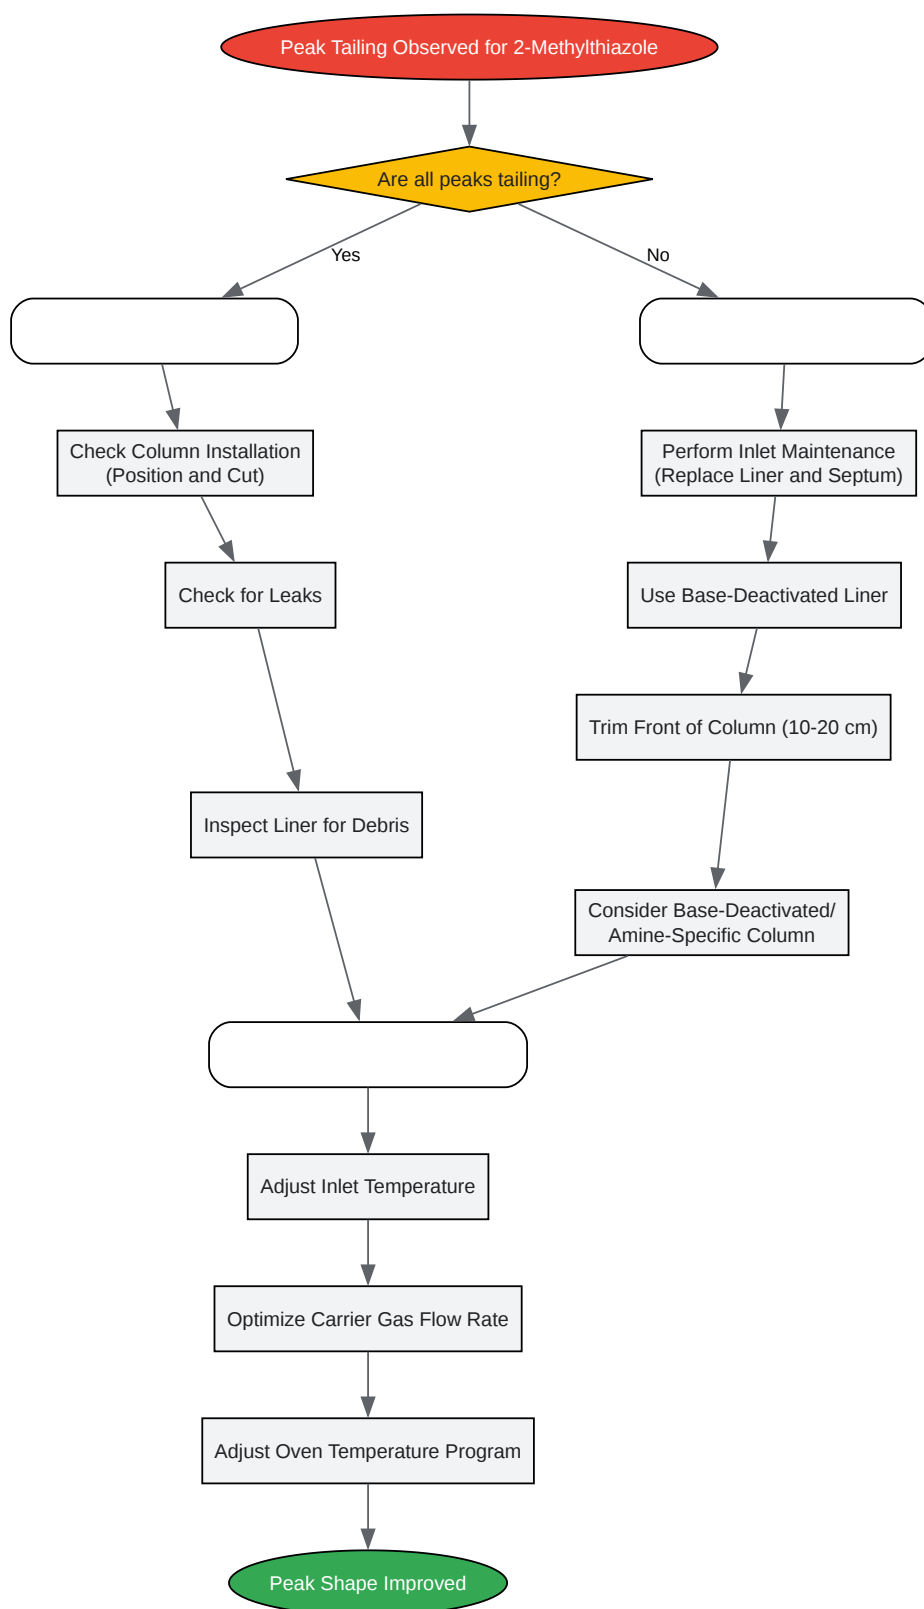 Peak Tailing Observed for 2-Methylthiazole
Are all peaks tailing?
Yes
No
Check Column Installation
(Position and Cut)
Perform Inlet Maintenance
(Replace Liner and Septum)
Check for Leaks
Use Base-Deactivated Liner
Trim Front of Column (10-20 cm)
Inspect Liner for Debris
Consider Base-Deactivated/
Amine-Specific Column
Adjust Inlet Temperature
Optimize Carrier Gas Flow Rate
Adjust Oven Temperature Program
Peak Shape Improved